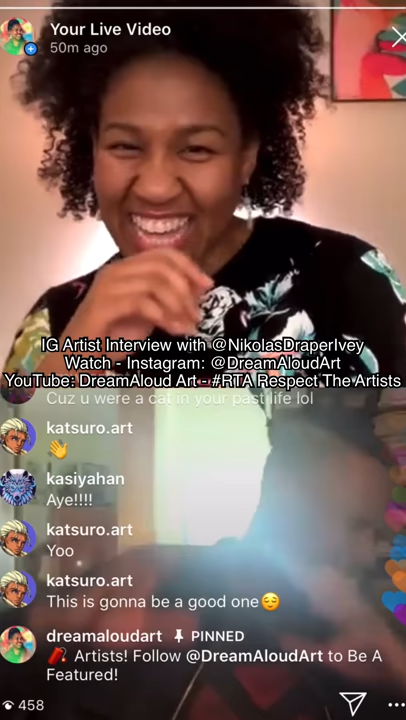 Your Live Video
50m ago
IG Artist Interview with @NikolasDraperIvey
Watch - Instagram: @DreamAloudArt
YouTube: DreamAloud Art - #RTA Respect The Artists
Cuz u were a cat in your past life lol
katsuro.art
👋
kasiyahan
Aye!!!!
katsuro.art
Yoo
katsuro.art
This is gonna be a good one😌
dreamaloudart PINNED
🧨 Artists! Follow @DreamAloudArt to Be A
Featured!
458